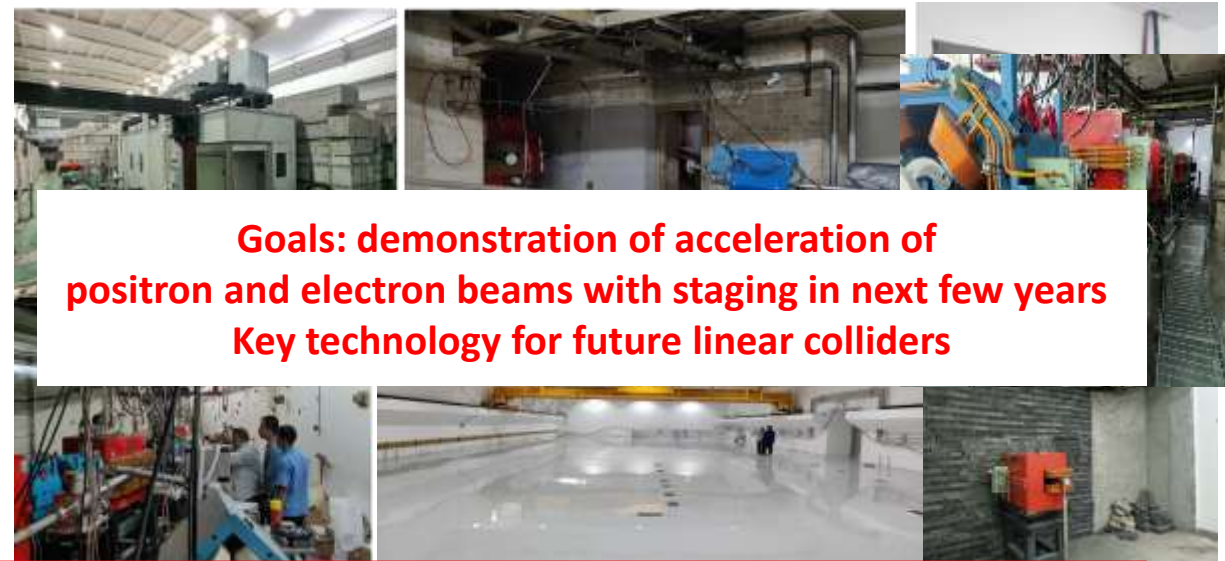 Goals: demonstration of acceleration of
positron and electron beams with staging in next few years
Key technology for future linear colliders